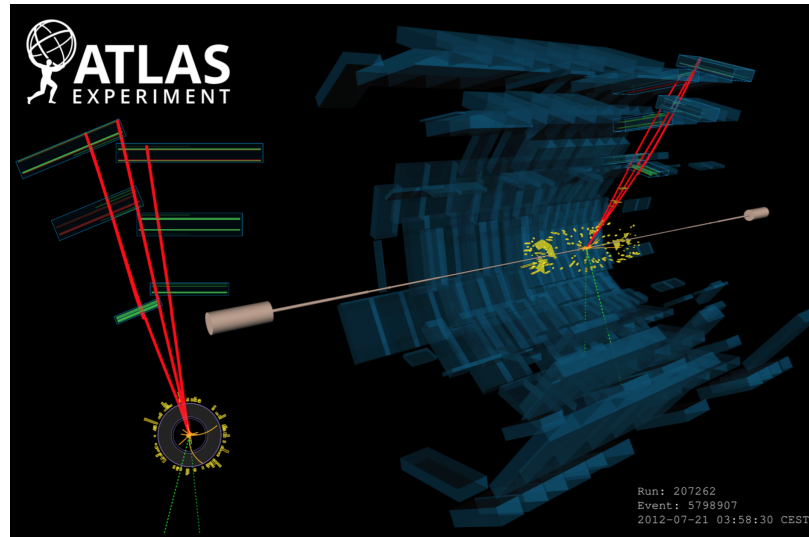 ATLAS
EXPERIMENT
Run: 207262
Event: 5798907
2012-07-21 03:58:30 CEST